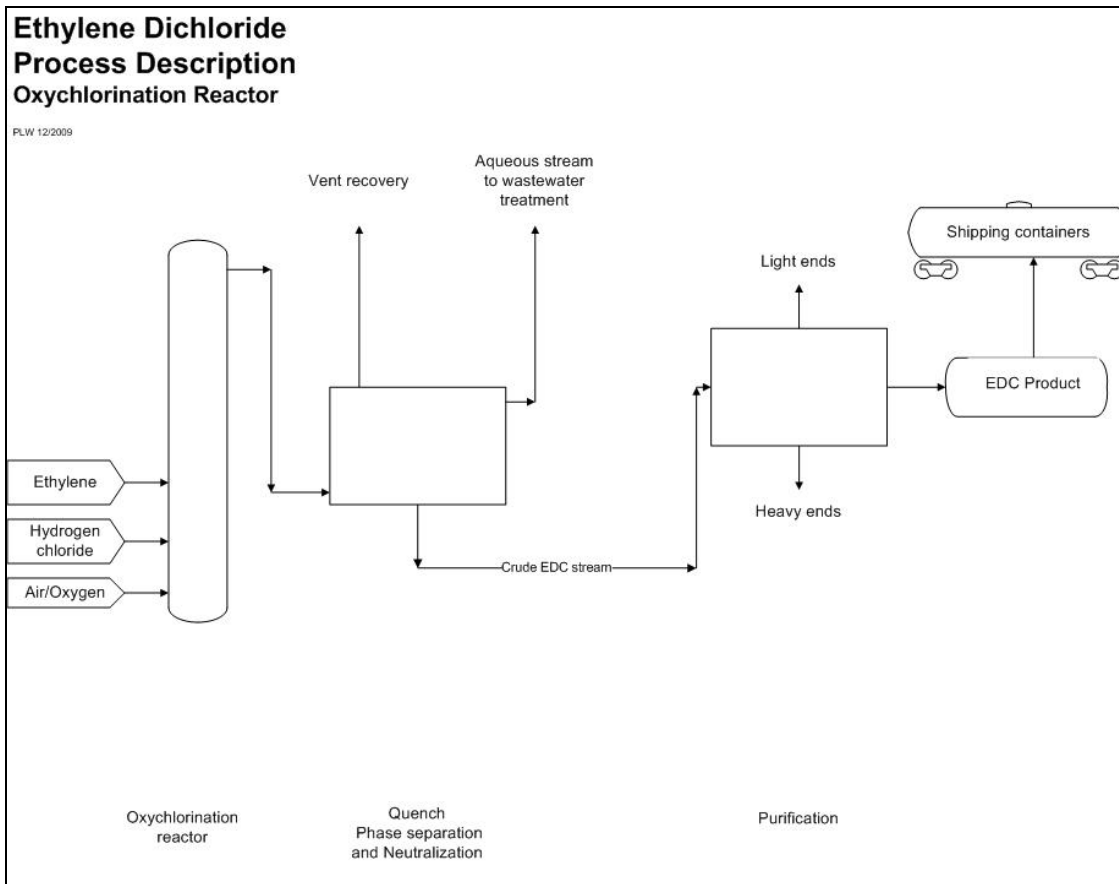 Ethylene Dichloride
Process Description
Oxychlorination Reactor
PLW 12/2009
Vent recovery
Aqueous stream
to wastewater
treatment
Shipping containers
Light ends
EDC Product
Ethylene
Hydrogen
chloride
Air/Oxygen
Heavy ends
Crude EDC stream
Oxychlorination
reactor
Quench
Phase separation
and Neutralization
Purification